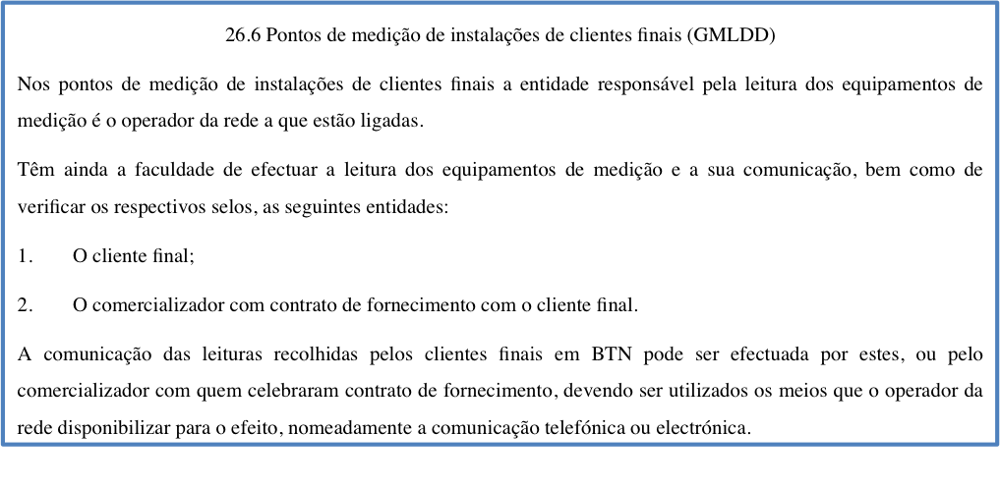 26.6 Pontos de medição de instalações de clientes finais (GMLDD)
Nos pontos de medição de instalações de clientes finais a entidade responsável pela leitura dos equipamentos de
medição é o operador da rede a que estão ligadas.
Têm ainda a faculdade de efectuar a leitura dos equipamentos de medição e a sua comunicação, bem como de
verificar os respectivos selos, as seguintes entidades:
1. O cliente final;
2. O comercializador com contrato de fornecimento com o cliente final.
A comunicação das leituras recolhidas pelos clientes finais em BTN pode ser efectuada por estes, ou pelo
comercializador com quem celebraram contrato de fornecimento, devendo ser utilizados os meios que o operador da
rede disponibilizar para o efeito, nomeadamente a comunicação telefónica ou electrónica.